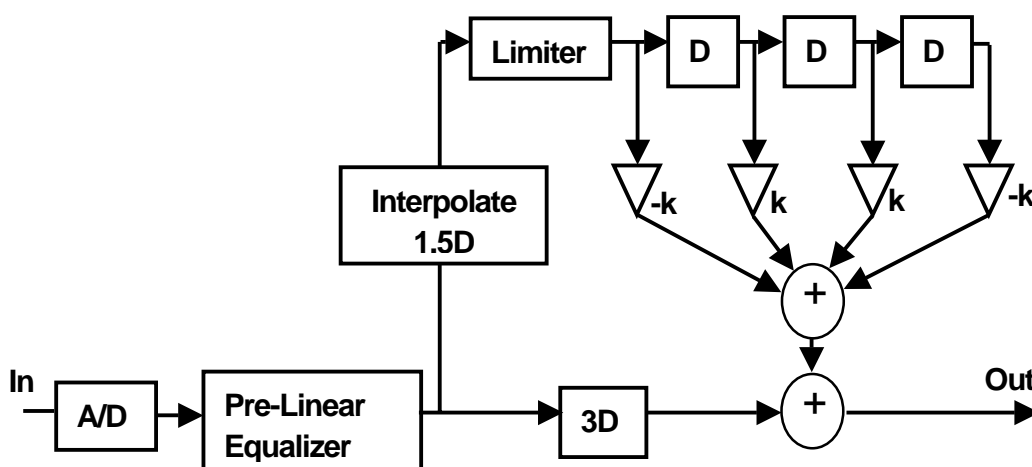 Limiter
D
D
D
Interpolate
1.5D
-k
k
k
-k
+
In
A/D
Pre-Linear
Equalizer
3D
+
Out